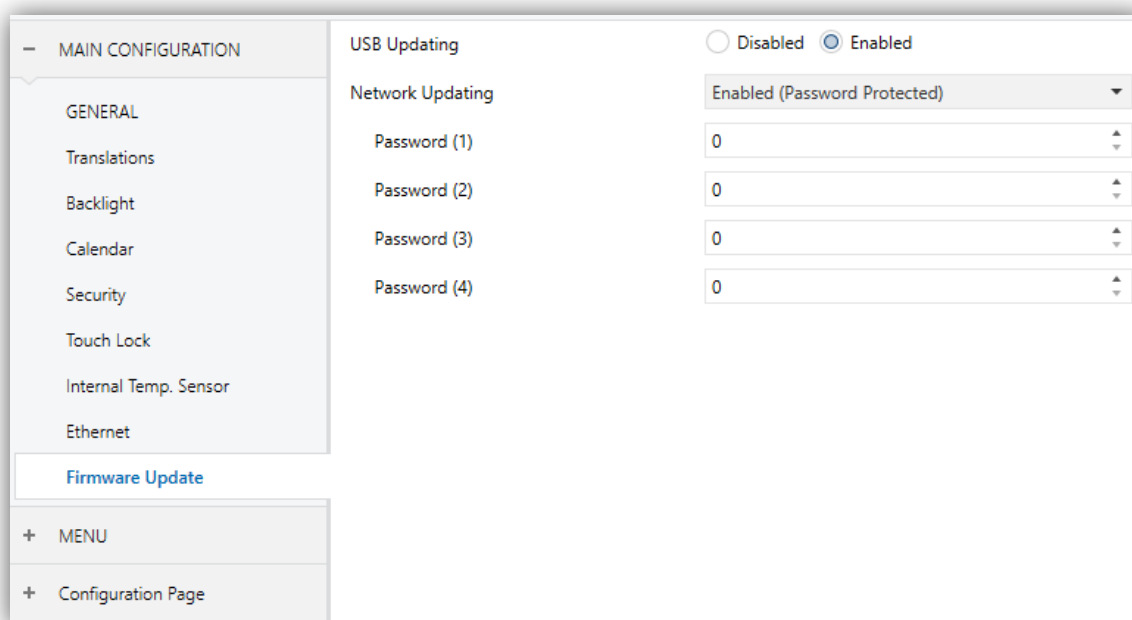 MAIN CONFIGURATION
GENERAL
Translations
Backlight
Calendar
Security
Touch Lock
Internal Temp. Sensor
Ethernet
Firmware Update
MENU
Configuration Page
USB Updating Disabled Enabled
Network Updating Enabled (Password Protected)
Password (1) 0
Password (2) 0
Password (3) 0
Password (4) 0